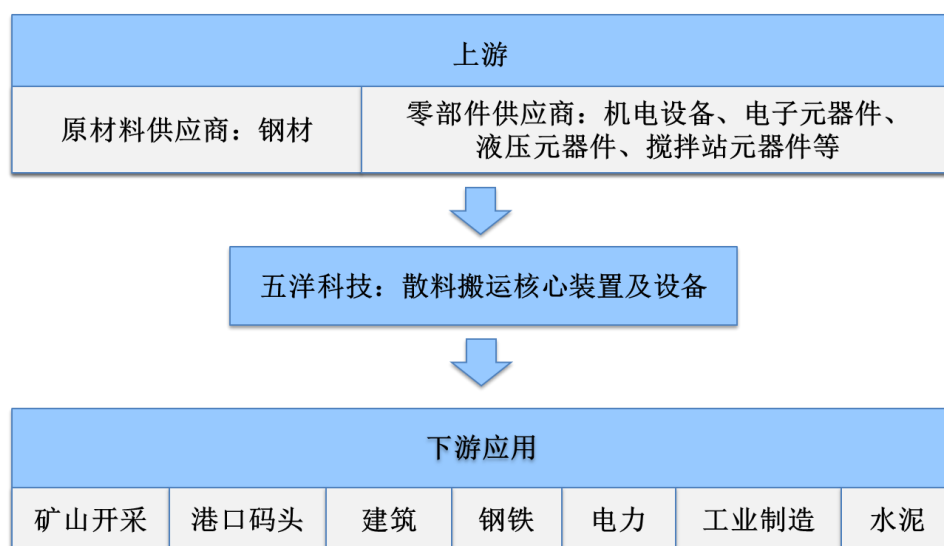 上游
原材料供应商：钢材
零部件供应商：机电设备、电子元器件、
液压元器件、搅拌站元器件等
五洋科技：散料搬运核心装置及设备
下游应用
矿山开采 港口码头 建筑 钢铁 电力 工业制造 水泥